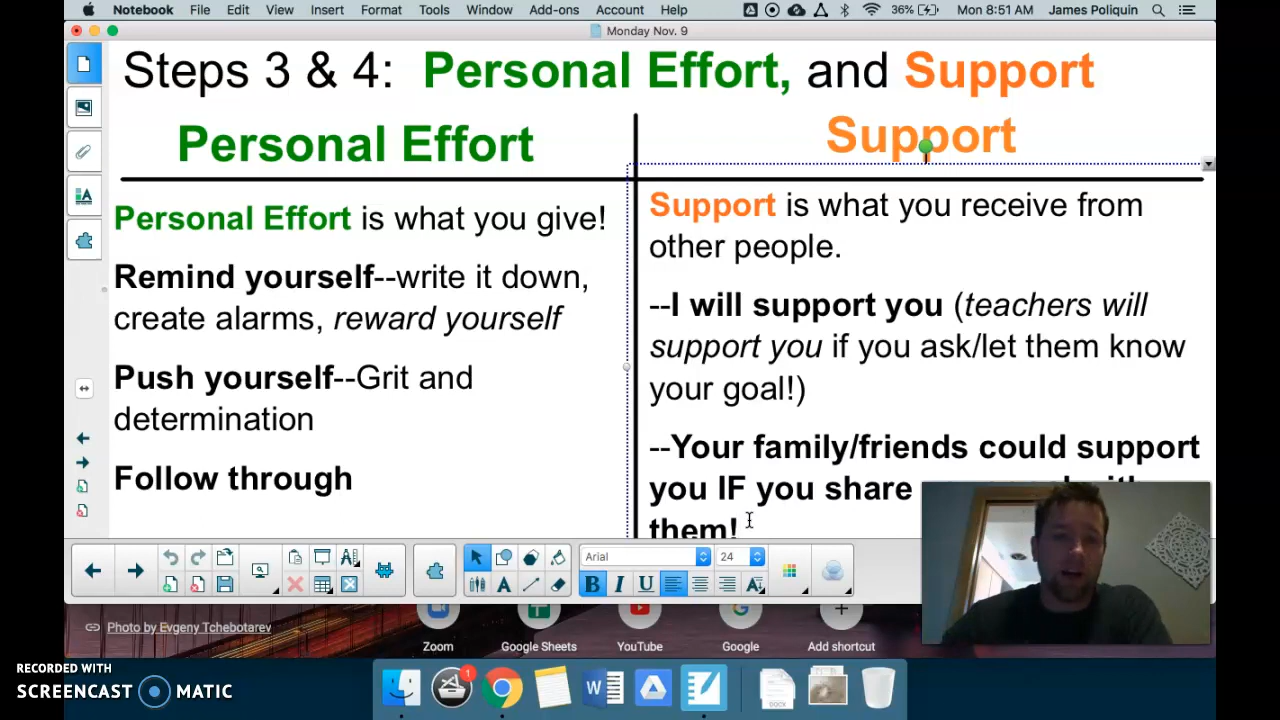 Notebook File Edit View Insert Format Tools Window Add-ons Account Help 36% Mon 8:51 AM James Poliquin
Monday Nov. 9
Steps 3 & 4: Personal Effort, and Support
Personal Effort
Support
Personal Effort is what you give!
Remind yourself--write it down,
create alarms, reward yourself
Push yourself--Grit and
determination
Follow through
Support is what you receive from
other people.
--I will support you (teachers will
support you if you ask/let them know
your goal!)
--Your family/friends could support
you IF you share
them!
Arial 24
B I U
Photo by Evgeny Tchebotarev
Zoom Google Sheets YouTube Google Add shortcut
1
W
DOCX
RECORDED WITH
SCREENCAST MATIC